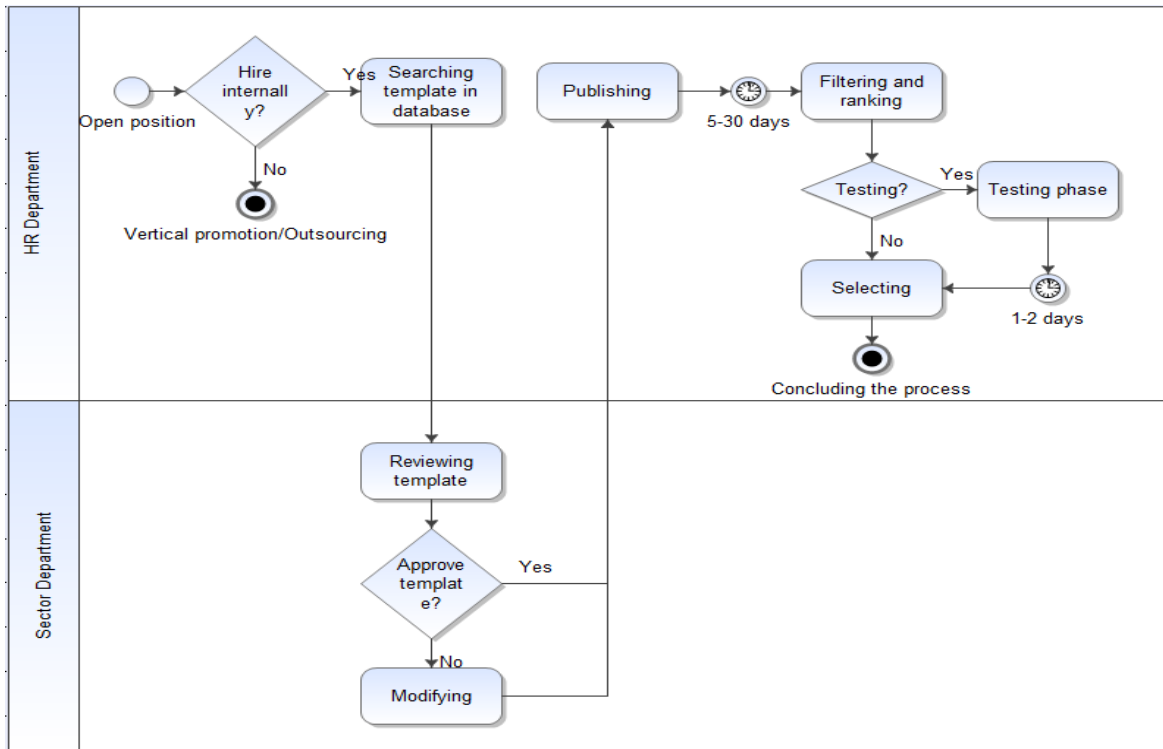 HR Department
Open position
Hire
internall
y?
Yes
No
Vertical promotion/Outsourcing
Searching
template in
database
Publishing
5-30 days
Filtering and
ranking
Testing?
Yes
Testing phase
No
Selecting
1-2 days
Concluding the process
Sector Department
Reviewing
template
Approve
templat
e?
Yes
No
Modifying